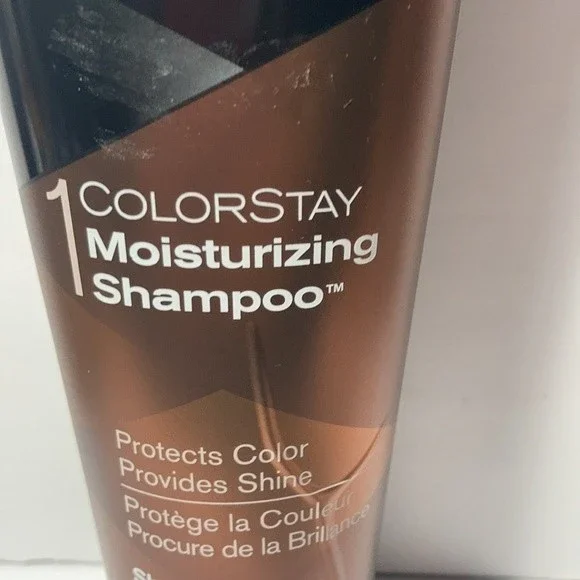 1 COLORSTAY
Moisturizing
Shampoo™
Protects Color
Provides Shine
Protège la Couleur
Procure de la Brillance